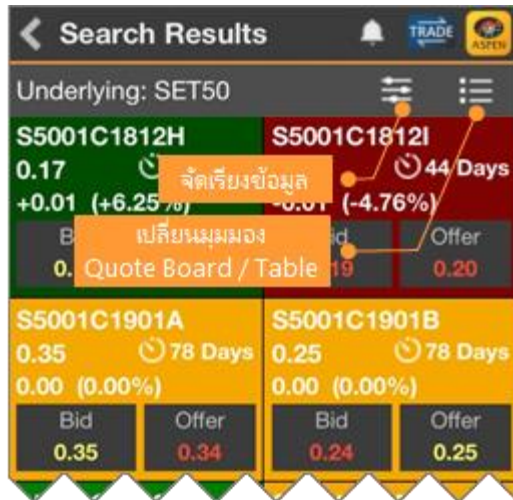 Search Results
TRADE
ASPEN
Underlying: SET50
S5001C1812H
S5001C1812I
0.17
44 Days
จัดเรียงข้อมูล
+0.01 (+6.25%)
-0.01 (-4.76%)
เปลี่ยนมุมมอง
Quote Board / Table
Offer
0.20
S5001C1901A
S5001C1901B
0.35
78 Days
0.25
78 Days
0.00 (0.00%)
0.00 (0.00%)
Bid
Offer
Bid
Offer
0.35
0.34
0.24
0.25